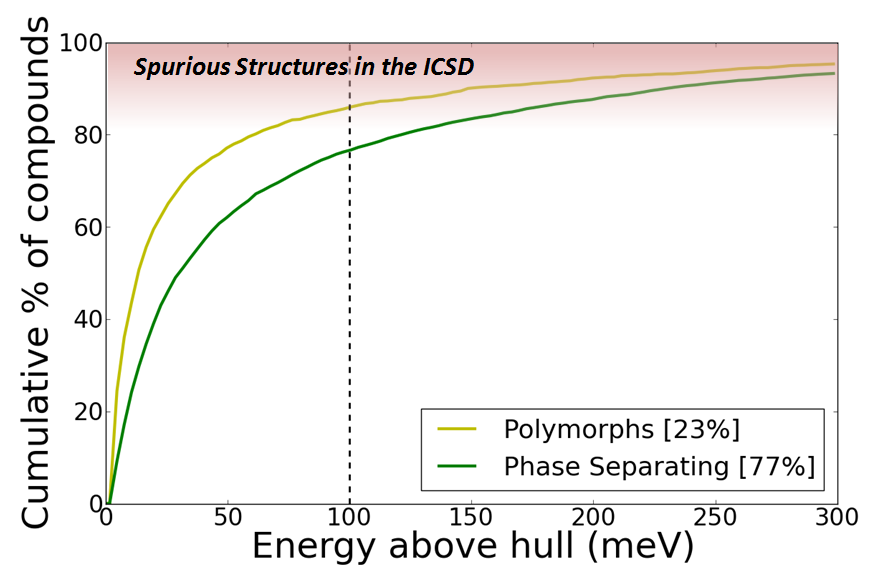 Cumulative % of compounds
100
80
60
40
20
0
Spurious Structures in the ICSD
Polymorphs [23%]
Phase Separating [77%]
0 50 100 150 200 250 300
Energy above hull (meV)